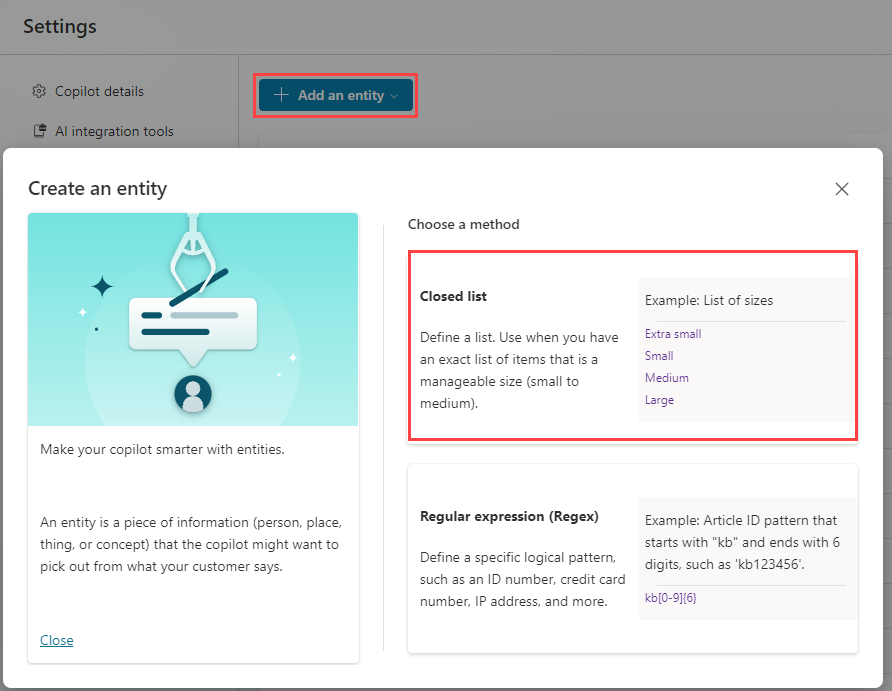 Settings
Copilot details
Add an entity
AI integration tools
Create an entity
Make your copilot smarter with entities.
An entity is a piece of information (person, place,
thing, or concept) that the copilot might want to
pick out from what your customer says.
Close
Choose a method
Closed list
Define a list. Use when you have
an exact list of items that is a
manageable size (small to
medium).
Example: List of sizes
Extra small
Small
Medium
Large
Regular expression (Regex)
Define a specific logical pattern,
such as an ID number, credit card
number, IP address, and more.
Example: Article ID pattern that
starts with "kb" and ends with 6
digits, such as 'kb123456'.
kb[0-9]{6}